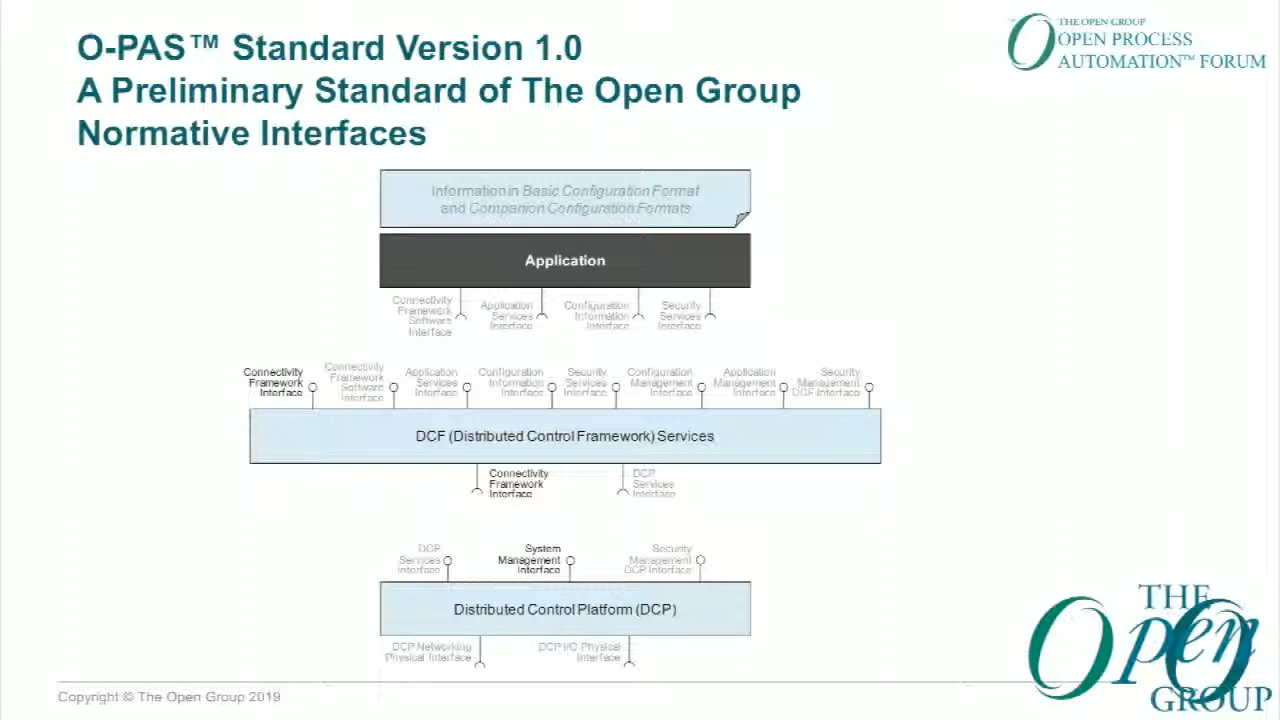 O-PAS™ Standard Version 1.0
A Preliminary Standard of The Open Group
Normative Interfaces
THE OPEN GROUP
OPEN PROCESS
AUTOMATION™ FORUM
Information in Basic Configuration Format
and Companion Configuration Formats
Application
Connectivity
Framework
Software
Interface
Application
Services
Interface
Configuration
Information
Interface
Security
Services
Interface
Connectivity
Framework
Interface
Connectivity
Framework
Software
Interface
Application
Services
Interface
Configuration
Information
Interface
Security
Services
Interface
Configuration
Management
Interface
Application
Management
Interface
Security
Management
DCF Interface
DCF (Distributed Control Framework) Services
Connectivity
Framework
Interface
DCP
Services
Interface
DCP
Services
Interface
System
Management
Interface
Security
Management
DCP Interface
Distributed Control Platform (DCP)
DCP Networking
Physical Interface
DCP I/O Physical
Interface
Copyright © The Open Group 2019
THE
Open
GROUP